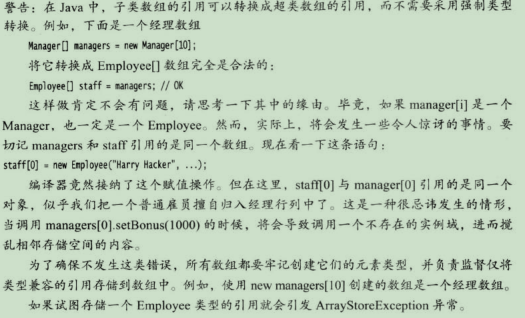 警告：在 Java 中，子类数组的引用可以转换成超类数组的引用，而不需要采用强制类型
转换。例如，下面是一个经理数组
Manager[] managers = new Manager[10];
将它转换成 Employee[] 数组完全是合法的：
Employee[] staff = managers; // OK
这样做肯定不会有问题，请思考一下其中的缘由。毕竟，如果 manager[i] 是一个
Manager，也一定是一个 Employee。然而，实际上，将会发生一些令人惊讶的事情。要
切记 managers 和 staff 引用的是同一个数组。现在看一下这条语句：
staff[0] = new Employee("Harry Hacker", ...);
编译器竟然接纳了这个赋值操作。但在这里，staff[0] 与 manager[0] 引用的是同一个
对象，似乎我们把一个普通雇员擅自归入经理行列中了。这是一种很忌讳发生的情形，
当调用 managers[0].setBonus(1000) 的时候，将会导致调用一个不存在的实例域，进而搅
乱相邻存储空间的内容。
为了确保不发生这类错误，所有数组都要牢记创建它们的元素类型，并负责监督仅将
类型兼容的引用存储到数组中。例如，使用 new managers[10] 创建的数组是一个经理数组。
如果试图存储一个 Employee 类型的引用就会引发 ArrayStoreException 异常。